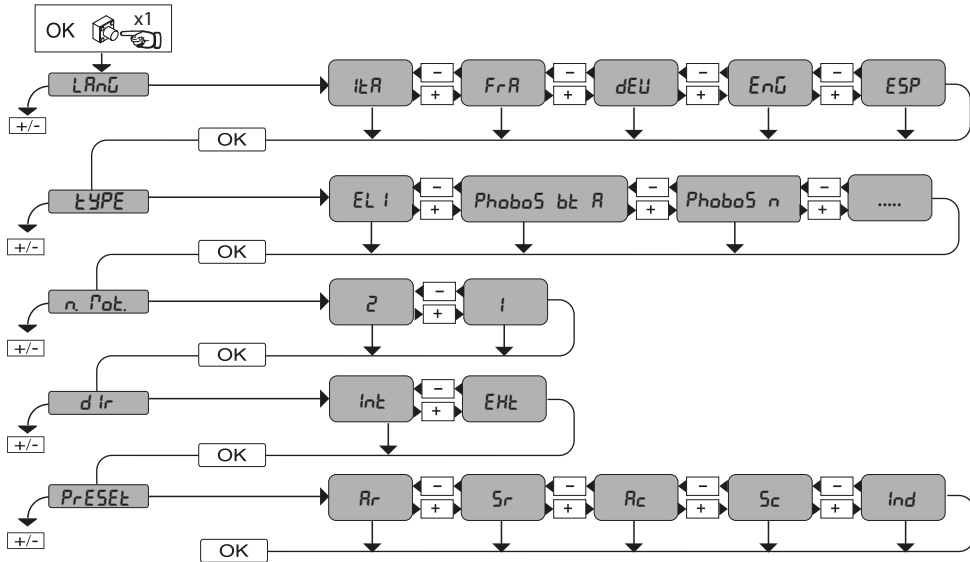 OK x1
LAnG
ItA - + FrA - + dEU - + EnG - + ESP
+/-
OK
tYPE
EL I - + PhoboS bt A - + PhoboS n - + .....
+/-
OK
n. Mot.
2 - + 1
+/-
OK
dIr
Int - + EHt
+/-
OK
PrESEt
Ar - + Sr - + Ac - + Sc - + Ind
+/-
OK